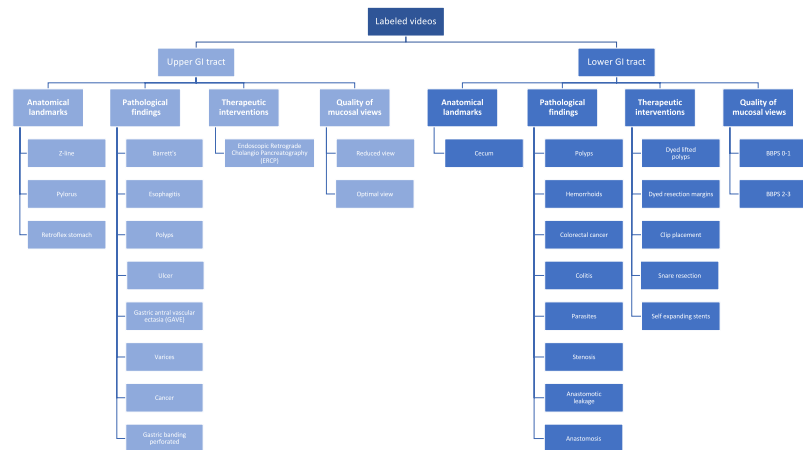 Labeled videos
Upper GI tract
Lower GI tract
Anatomical
landmarks
Pathological
findings
Therapeutic
interventions
Quality of
mucosal views
Anatomical
landmarks
Pathological
findings
Therapeutic
interventions
Quality of
mucosal views
Z-line
Pylorus
Retroflex stomach
Barrett's
Esophagitis
Polyps
Ulcer
Gastric antral vascular
ectasia (GAVE)
Varices
Cancer
Gastric banding
perforated
Endoscopic Retrograde
Cholangio Pancreatography
(ERCP)
Reduced view
Optimal view
Cecum
Polyps
Hemorrhoids
Colorectal cancer
Colitis
Parasites
Stenosis
Anastomotic
leakage
Anastomosis
Dyed lifted
polyps
Dyed resection margins
Clip placement
Snare resection
Self expanding stents
BBPS 0-1
BBPS 2-3